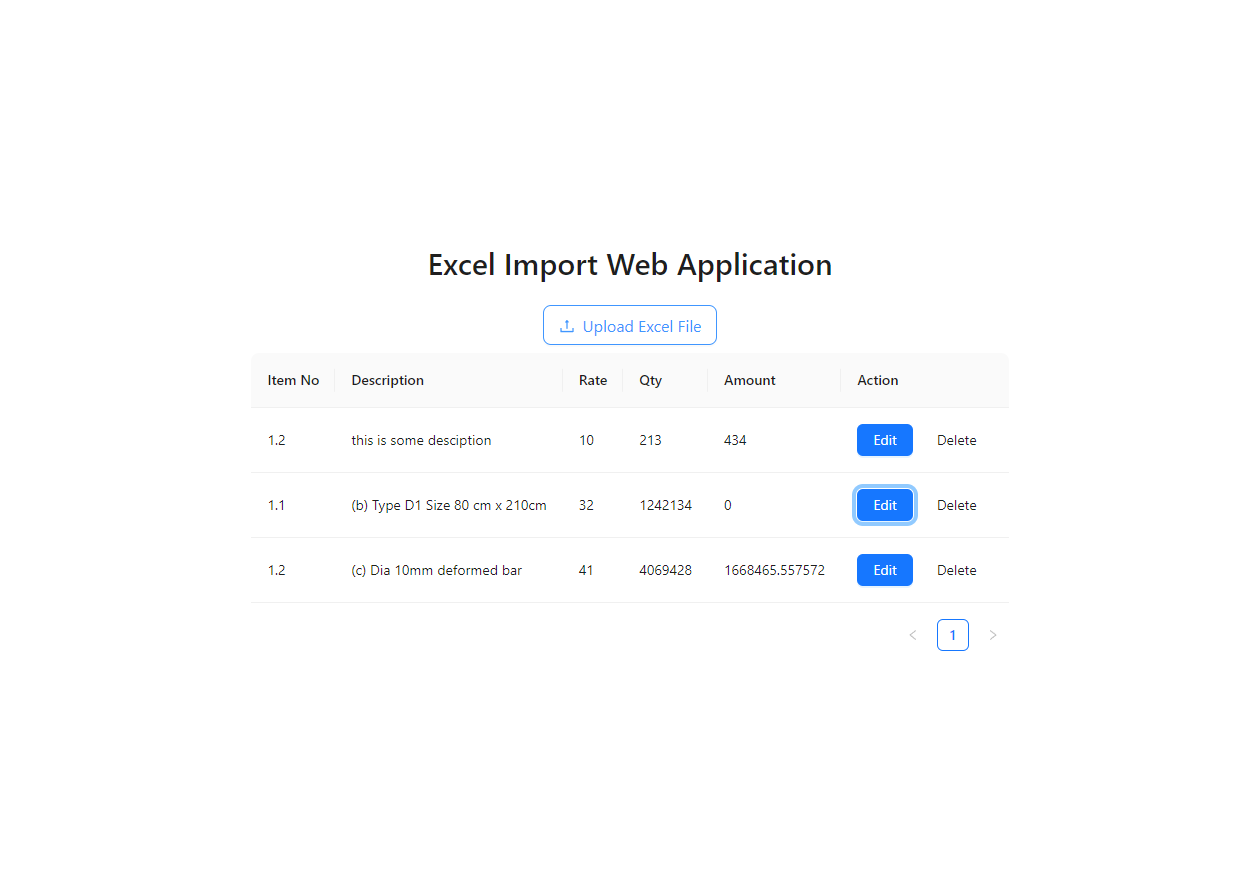 Excel Import Web Application
Upload Excel File
Item No Description Rate Qty Amount Action
1.2 this is some desciption 10 213 434 Edit Delete
1.1 (b) Type D1 Size 80 cm x 210cm 32 1242134 0 Edit Delete
1.2 (c) Dia 10mm deformed bar 41 4069428 1668465.557572 Edit Delete
1